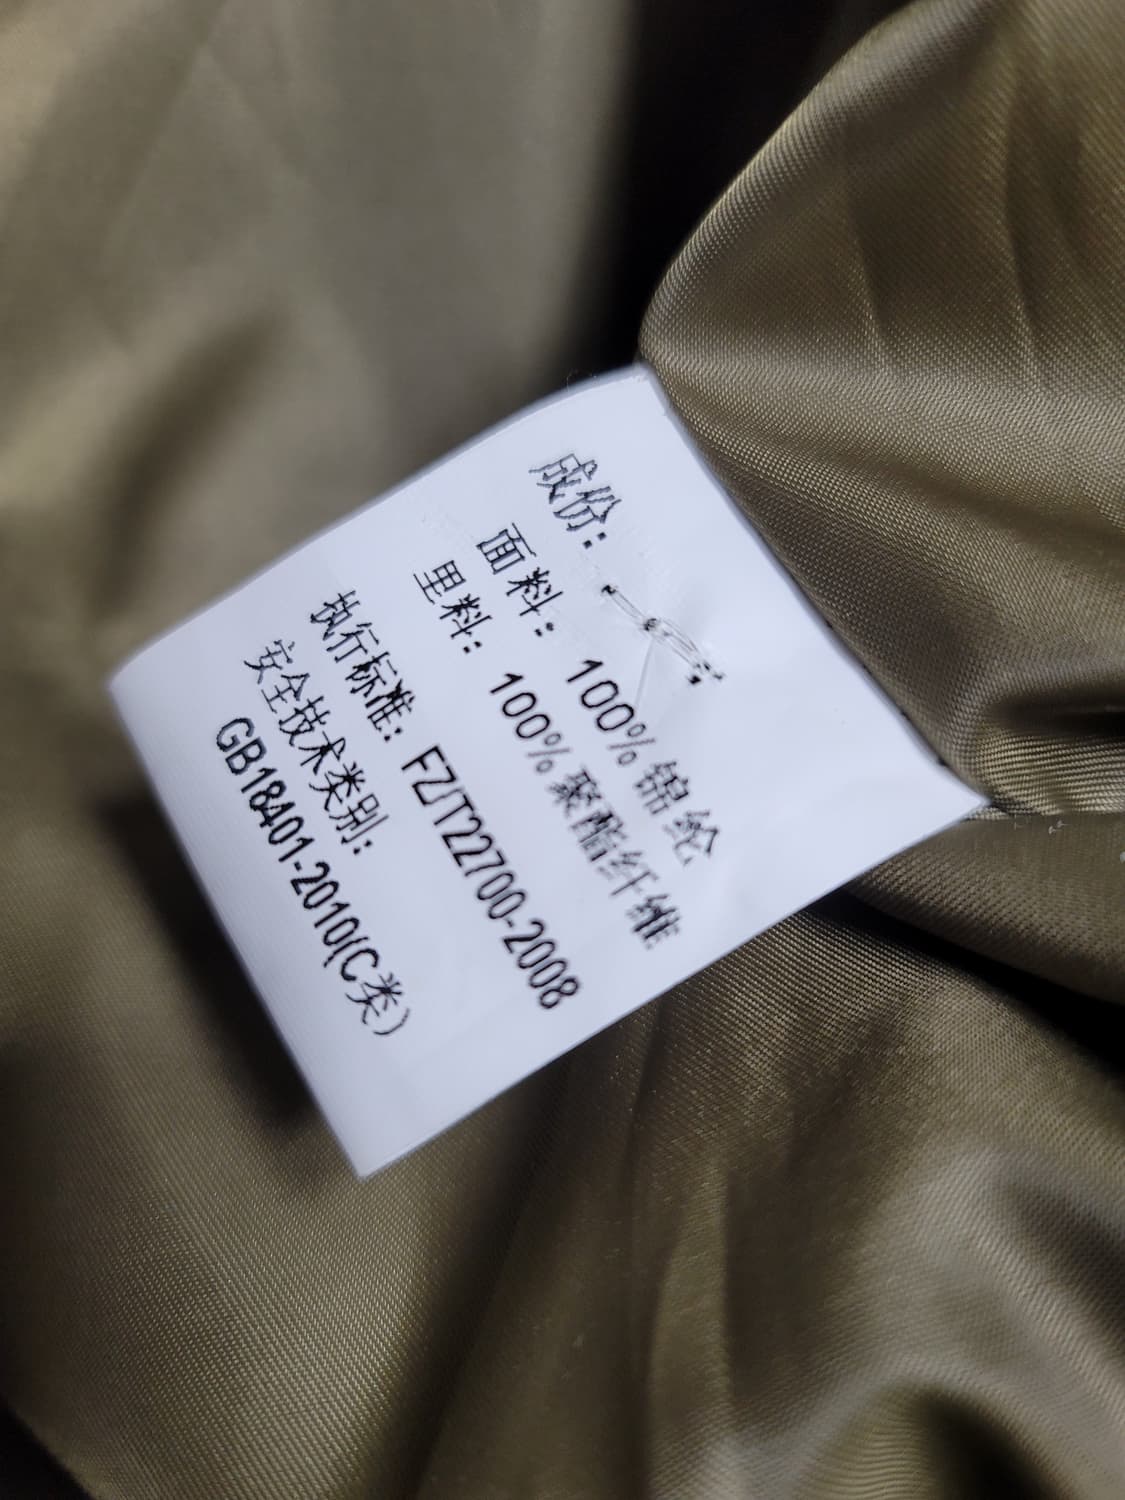 成份:
面料: 100%锦纶
里料: 100%聚酯纤维
执行标准: FZ/T22700-2008
安全技术类别:
GB18401-2010(C类)